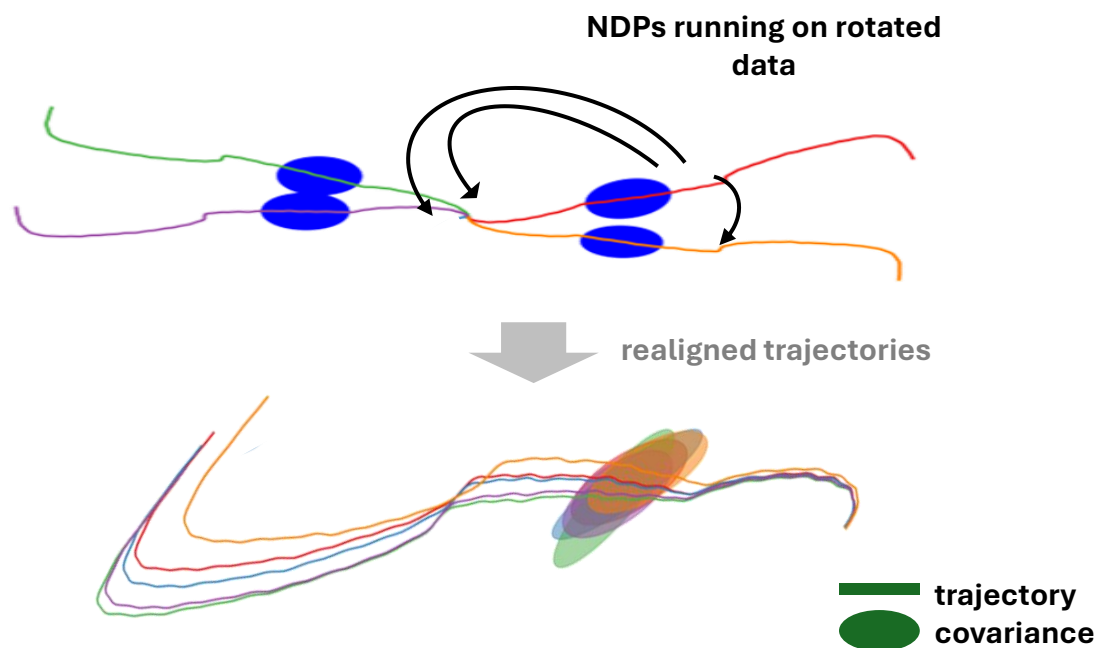 NDPs running on rotated
data
realigned trajectories
trajectory
covariance